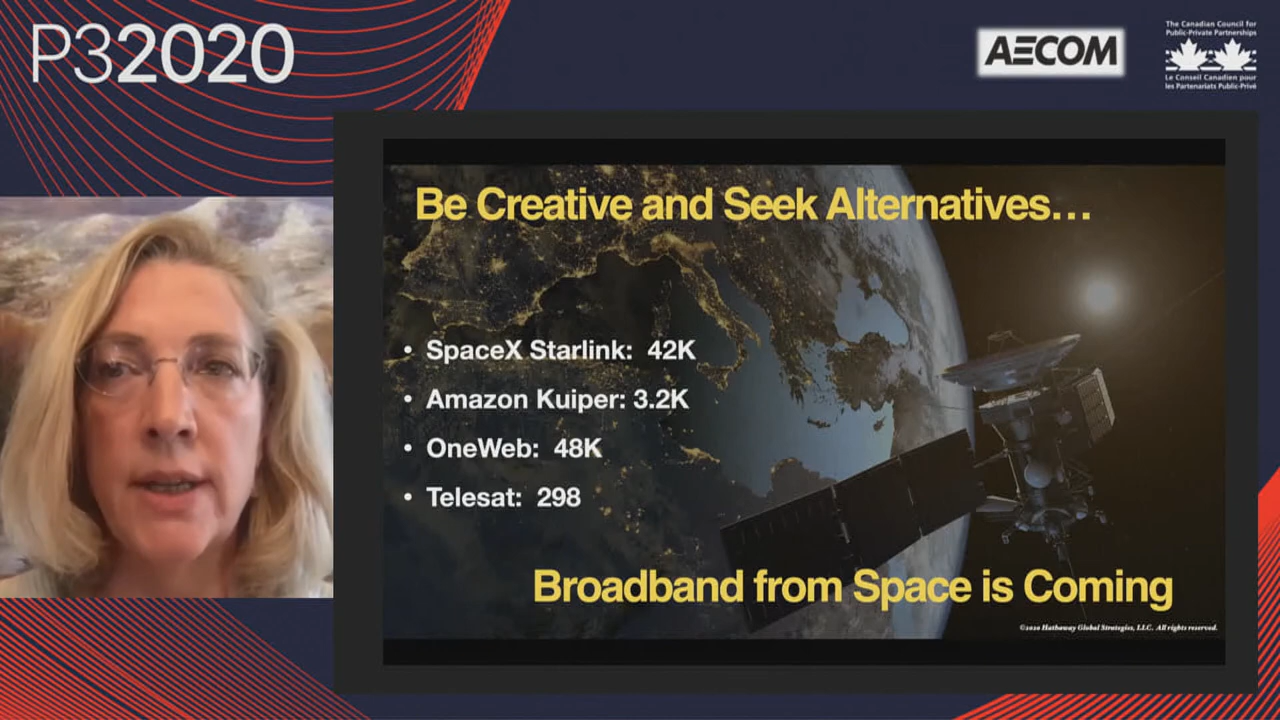 P32020
AECOM
The Canadian Council for
Public-Private Partnerships
Le Conseil Canadien pour
les Partenariats Public-Privé
Be Creative and Seek Alternatives…
• SpaceX Starlink: 42K
• Amazon Kuiper: 3.2K
• OneWeb: 48K
• Telesat: 298
Broadband from Space is Coming
©2020 Hathaway Global Strategies, LLC. All rights reserved.